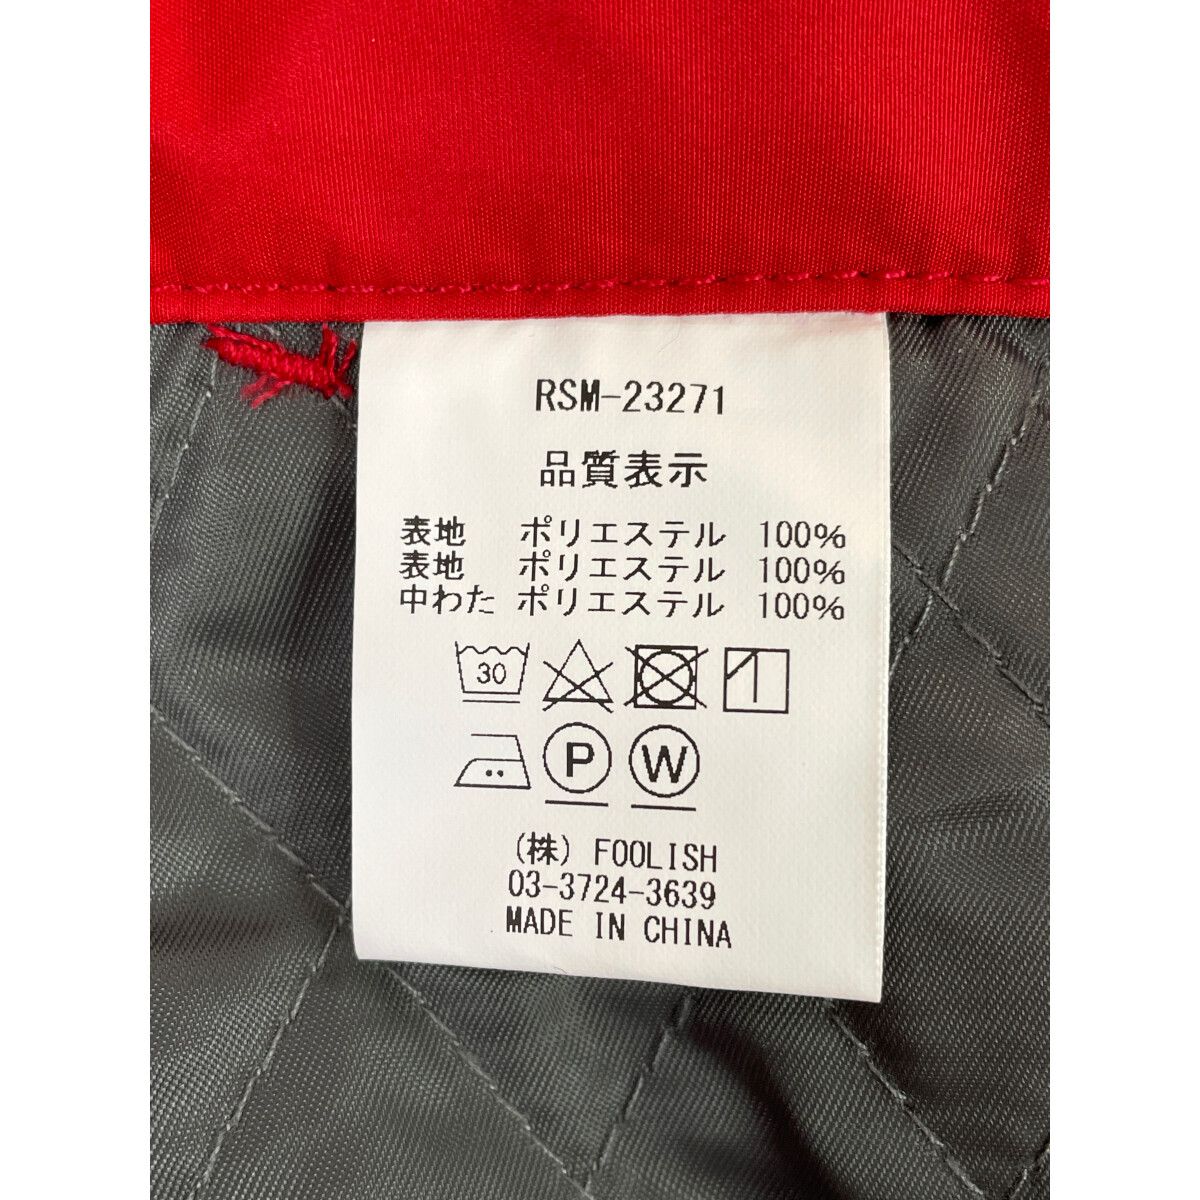 RSM-23271
品質表示
表地 ポリエステル 100%
表地 ポリエステル 100%
中わた ポリエステル 100%
30
P W
(株) FOOLISH
03-3724-3639
MADE IN CHINA